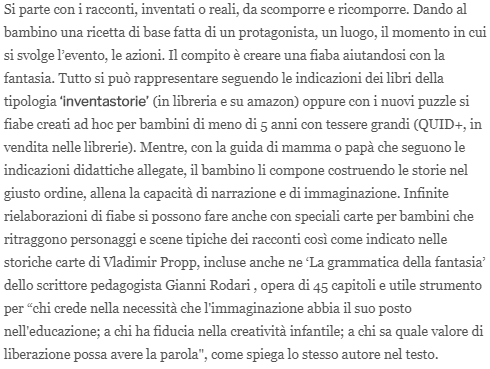 Si parte con i racconti, inventati o reali, da scomporre e ricomporre. Dando al
bambino una ricetta di base fatta di un protagonista, un luogo, il momento in cui
si svolge l'evento, le azioni. Il compito è creare una fiaba aiutandosi con la
fantasia. Tutto si può rappresentare seguendo le indicazioni dei libri della
tipologia 'inventastorie' (in libreria e su amazon) oppure con i nuovi puzzle si
fiabe creati ad hoc per bambini di meno di 5 anni con tessere grandi (QUID+, in
vendita nelle librerie). Mentre, con la guida di mamma o papà che seguono le
indicazioni didattiche allegate, il bambino li compone costruendo le storie nel
giusto ordine, allena la capacità di narrazione e di immaginazione. Infinite
rielaborazioni di fiabe si possono fare anche con speciali carte per bambini che
ritraggono personaggi e scene tipiche dei racconti così come indicato nelle
storiche carte di Vladimir Propp, incluse anche ne 'La grammatica della fantasia'
dello scrittore pedagogista Gianni Rodari , opera di 45 capitoli e utile strumento
per “chi crede nella necessità che l'immaginazione abbia il suo posto
nell'educazione; a chi ha fiducia nella creatività infantile; a chi sa quale valore di
liberazione possa avere la parola", come spiega lo stesso autore nel testo.